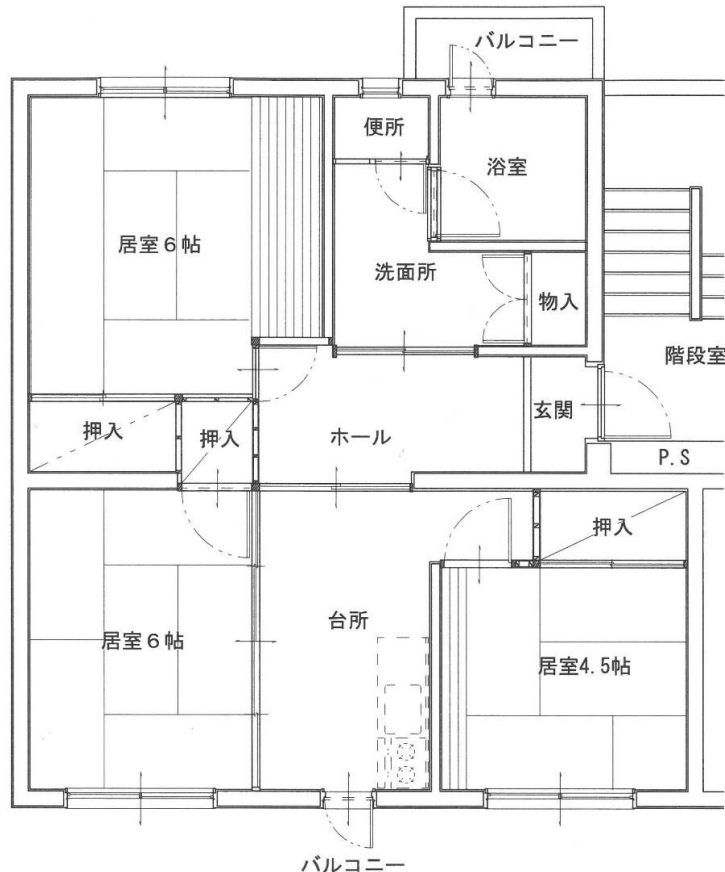 バルコニー
便所
浴室
居室6帖
洗面所
物入
階段室
押入
押入
ホール
玄関
P.S
押入
台所
居室6帖
居室4.5帖
バルコニー